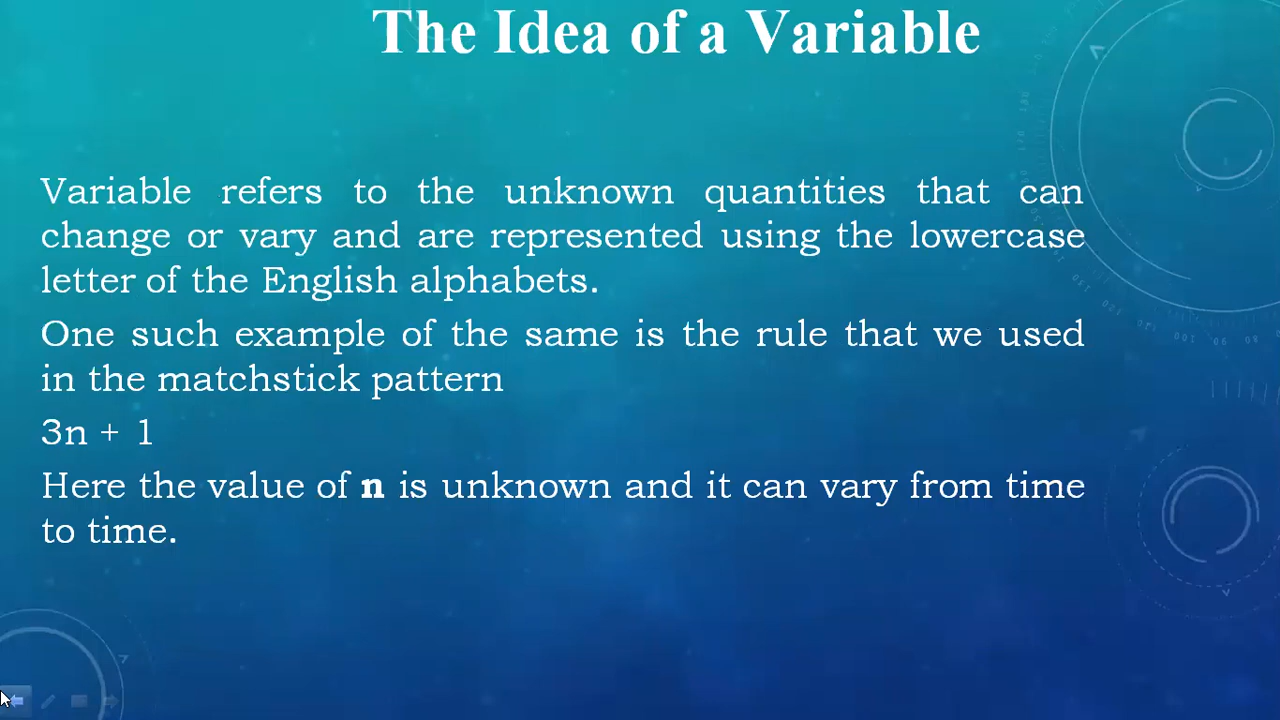 The Idea of a Variable
Variable refers to the unknown quantities that can
change or vary and are represented using the lowercase
letter of the English alphabets.
One such example of the same is the rule that we used
in the matchstick pattern
3n + 1
Here the value of n is unknown and it can vary from time
to time.